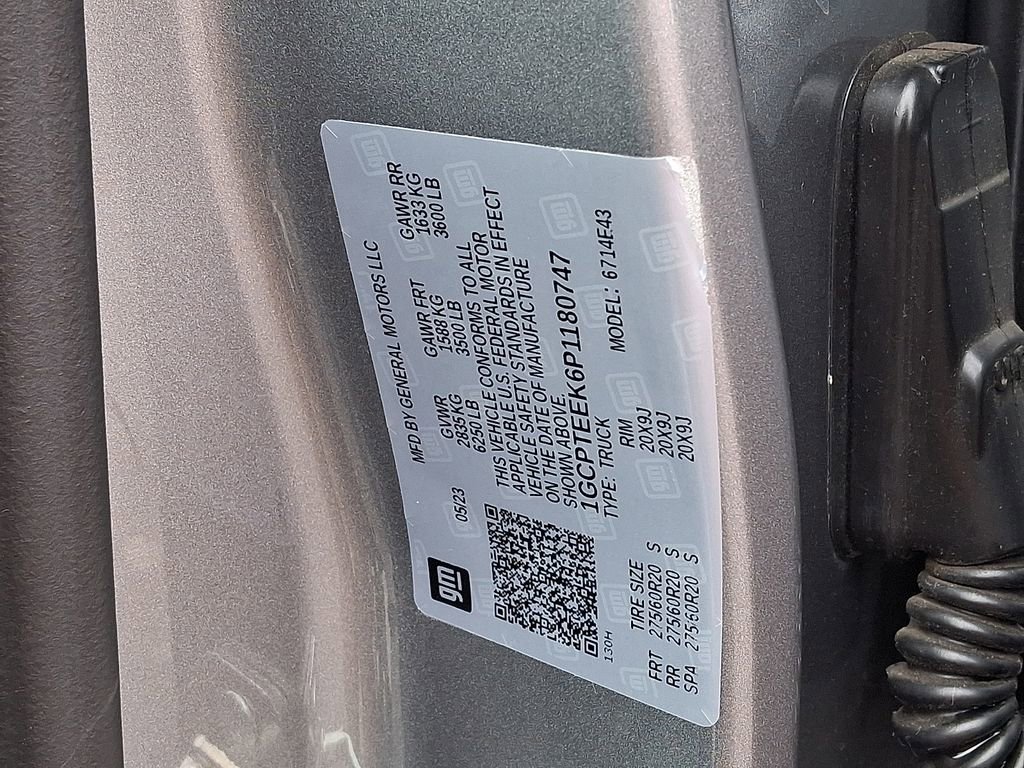 gm
MFD BY GENERAL MOTORS LLC
05/23 GVWR GAWR FRT GAWR RR
2835 KG 1588 KG 1633 KG
6250 LB 3500 LB 3600 LB
THIS VEHICLE CONFORMS TO ALL
APPLICABLE U.S. FEDERAL MOTOR
VEHICLE SAFETY STANDARDS IN EFFECT
ON THE DATE OF MANUFACTURE
SHOWN ABOVE.
1GCPTEEK6P1180747
TYPE: TRUCK MODEL: 6714E43
130H
TIRE SIZE RIM
FRT 275/60R20 S 20X9J
RR 275/60R20 S 20X9J
SPA 275/60R20 S 20X9J